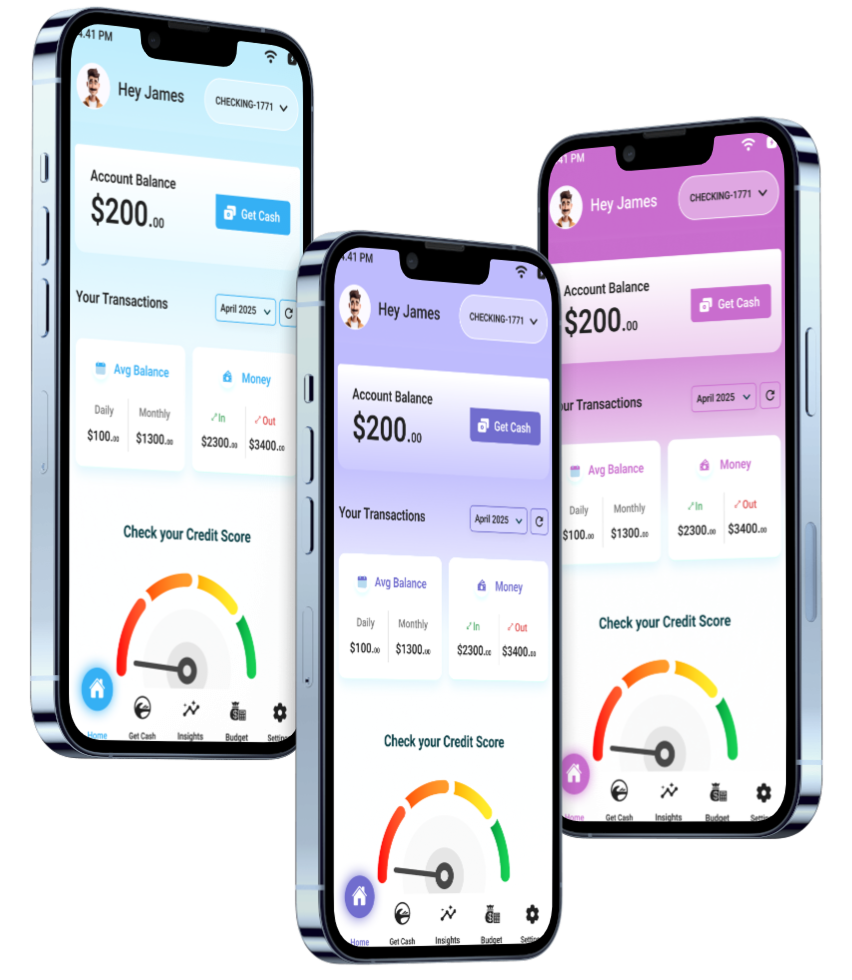 4.41 PM
Hey James
CHECKING-1771
Account Balance
$200.00
Get Cash
Your Transactions
April 2025
Avg Balance
Money
Daily
Monthly
In
Out
$100.00
$1300.00
$2300.00
$3400.00
Check your Credit Score
Home
Get Cash
Insights
Budget
Settin
4.41 PM
Hey James
CHECKING-1771
Account Balance
$200.00
Get Cash
Your Transactions
April 2025
Avg Balance
Money
Daily
Monthly
In
Out
$100.00
$1300.00
$2300.00
$3400.00
Check your Credit Score
Home
Get Cash
Insights
Budget
Settin
41 PM
Hey James
CHECKING-1771
Account Balance
$200.00
Get Cash
ur Transactions
April 2025
Avg Balance
Money
Daily
Monthly
In
Out
$100.00
$1300.00
$2300.00
$3400.00
Check your Credit Score
Home
Get Cash
Insights
Budget
Settin